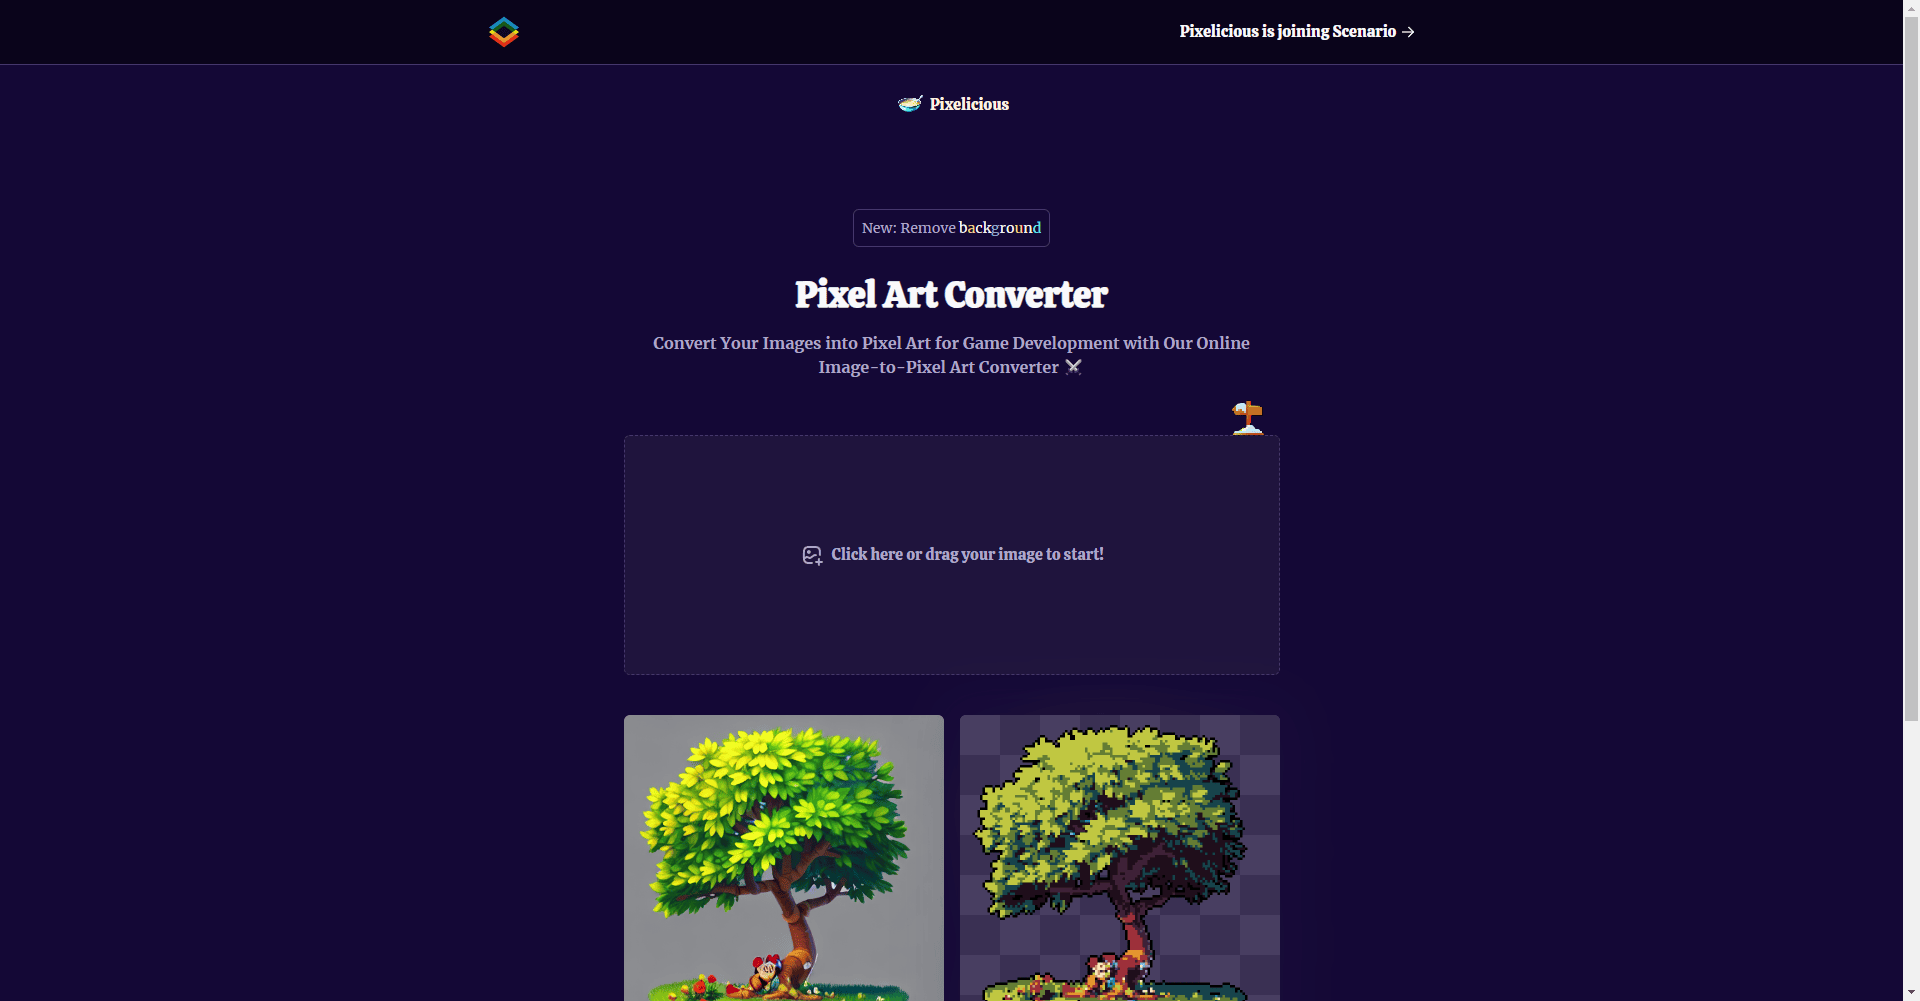 Pixelicious is joining Scenario →
Pixelicious
New: Remove background
Pixel Art Converter
Convert Your Images into Pixel Art for Game Development with Our Online
Image-to-Pixel Art Converter ⚔️
Click here or drag your image to start!